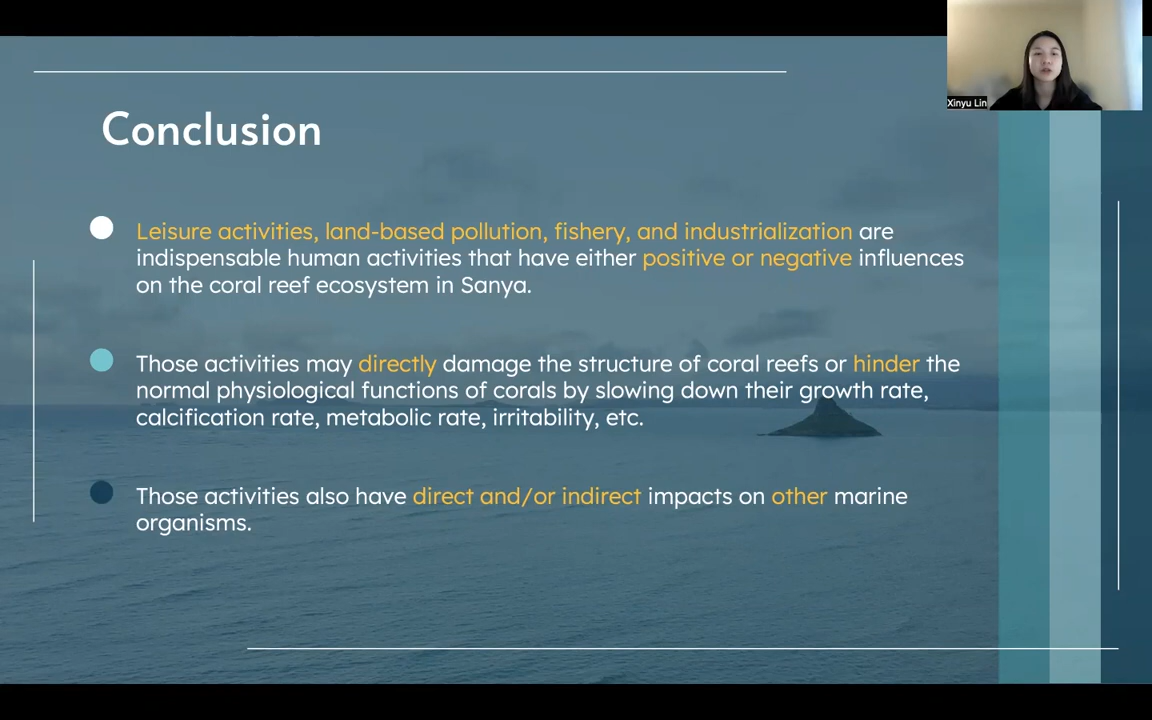 Xinyu Lin
Conclusion
Leisure activities, land-based pollution, fishery, and industrialization are
indispensable human activities that have either positive or negative influences
on the coral reef ecosystem in Sanya.
Those activities may directly damage the structure of coral reefs or hinder the
normal physiological functions of corals by slowing down their growth rate,
calcification rate, metabolic rate, irritability, etc.
Those activities also have direct and/or indirect impacts on other marine
organisms.